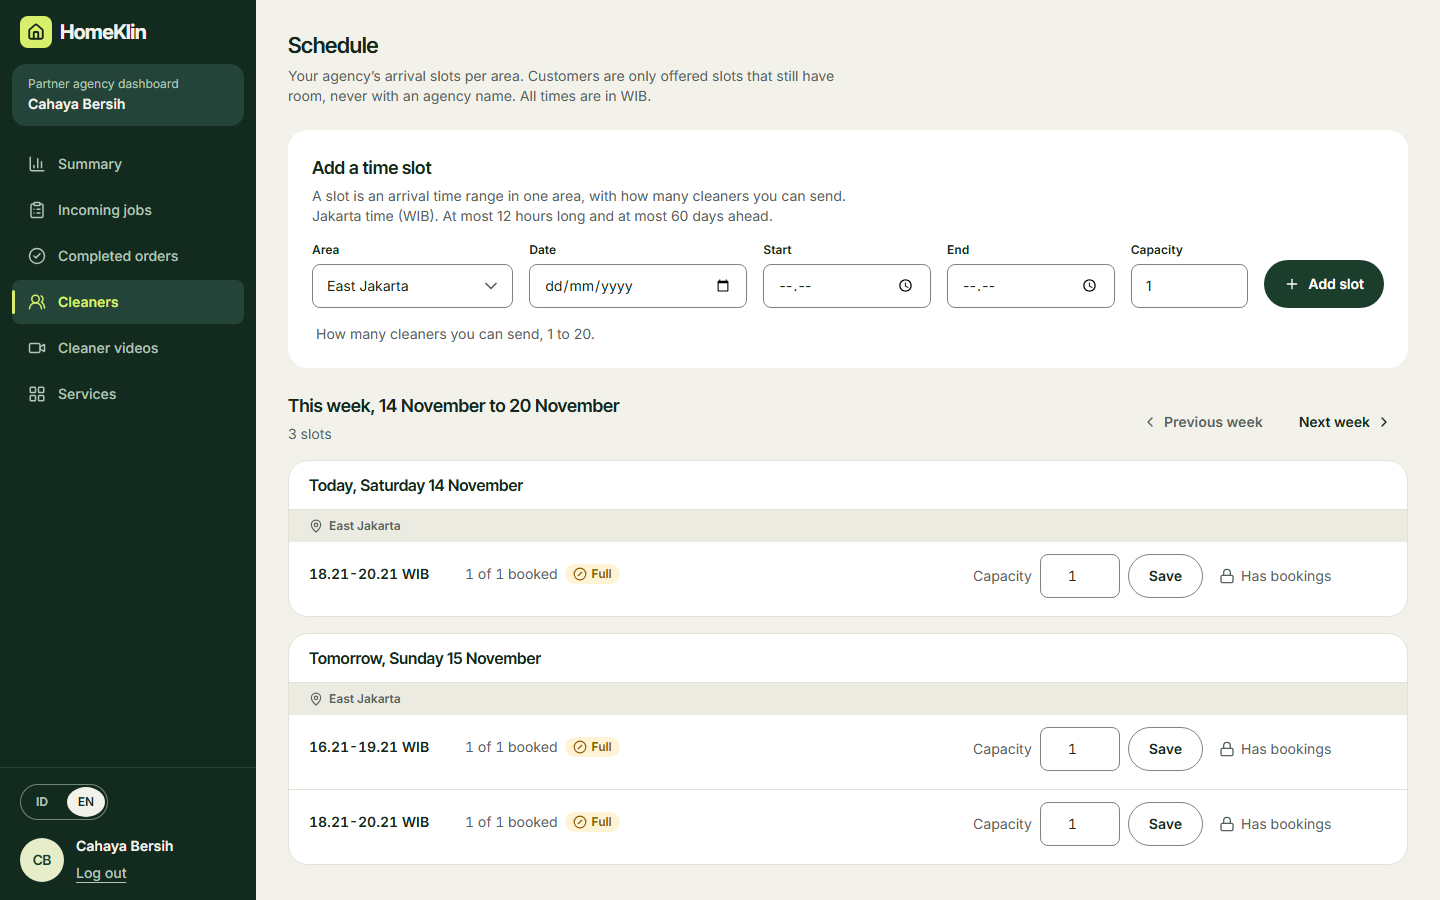 HomeKlin
Partner agency dashboard
Cahaya Bersih
Summary
Incoming jobs
Completed orders
Cleaners
Cleaner videos
Services
ID
EN
CB
Cahaya Bersih
Log out
Schedule
Your agency’s arrival slots per area. Customers are only offered slots that still have
room, never with an agency name. All times are in WIB.
Add a time slot
A slot is an arrival time range in one area, with how many cleaners you can send.
Jakarta time (WIB). At most 12 hours long and at most 60 days ahead.
Area
Date
Start
End
Capacity
East Jakarta
dd/mm/yyyy
--.--
--.--
1
Add slot
How many cleaners you can send, 1 to 20.
This week, 14 November to 20 November
3 slots
Previous week
Next week
Today, Saturday 14 November
East Jakarta
18.21-20.21 WIB 1 of 1 booked Full Capacity 1 Save Has bookings
Tomorrow, Sunday 15 November
East Jakarta
16.21-19.21 WIB 1 of 1 booked Full Capacity 1 Save Has bookings
18.21-20.21 WIB 1 of 1 booked Full Capacity 1 Save Has bookings